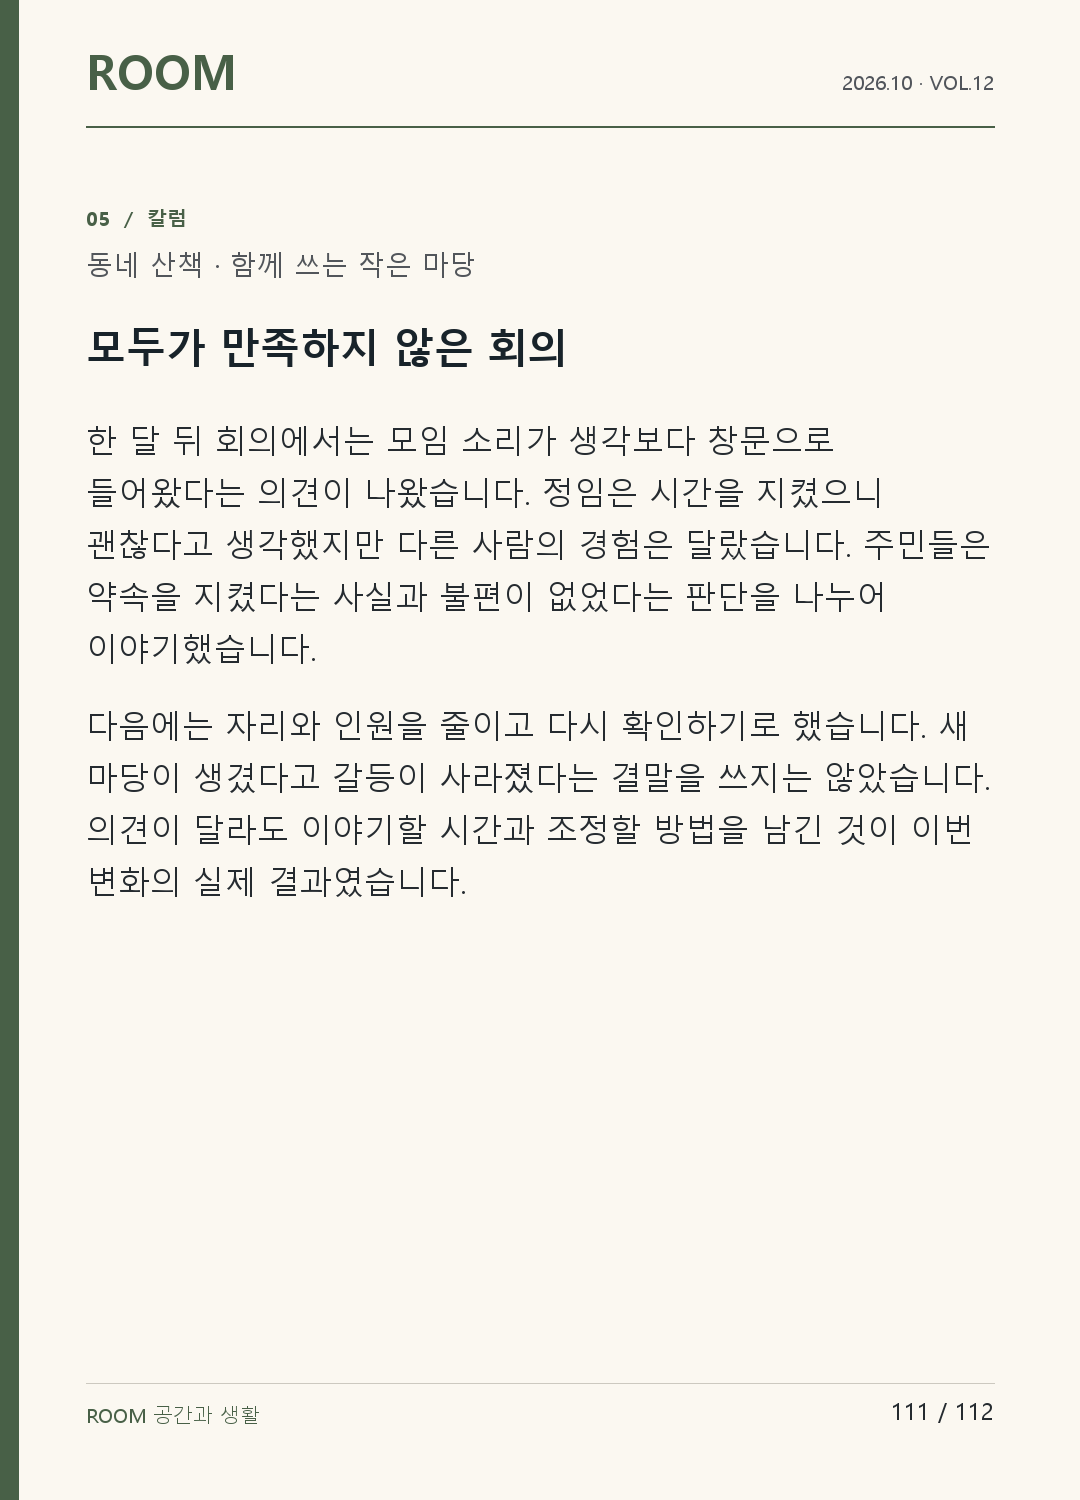 ROOM
2026.10 · VOL.12
05 / 칼럼
동네 산책 · 함께 쓰는 작은 마당
모두가 만족하지 않은 회의
한 달 뒤 회의에서는 모임 소리가 생각보다 창문으로
들어왔다는 의견이 나왔습니다. 정임은 시간을 지켰으니
괜찮다고 생각했지만 다른 사람의 경험은 달랐습니다. 주민들은
약속을 지켰다는 사실과 불편이 없었다는 판단을 나누어
이야기했습니다.
다음에는 자리와 인원을 줄이고 다시 확인하기로 했습니다. 새
마당이 생겼다고 갈등이 사라졌다는 결말을 쓰지는 않았습니다.
의견이 달라도 이야기할 시간과 조정할 방법을 남긴 것이 이번
변화의 실제 결과였습니다.
ROOM 공간과 생활
111 / 112